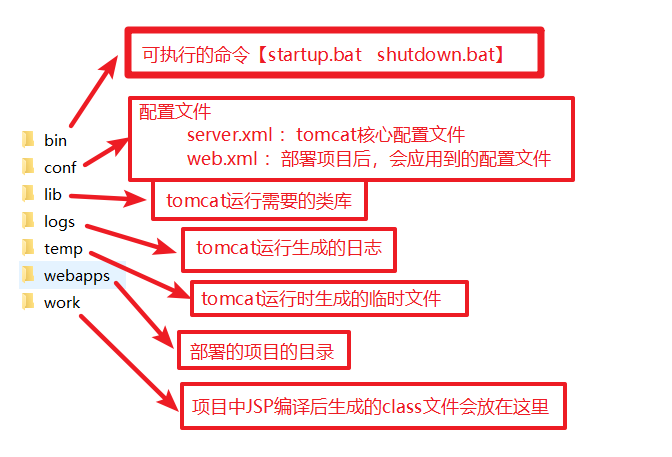 可执行的命令【startup.bat shutdown.bat】
bin
配置文件
server.xml ：tomcat核心配置文件
web.xml ：部署项目后，会应用到的配置文件
conf
lib
tomcat运行需要的类库
logs
tomcat运行生成的日志
temp
tomcat运行时生成的临时文件
webapps
部署的项目的目录
work
项目中JSP编译后生成的class文件会放在这里